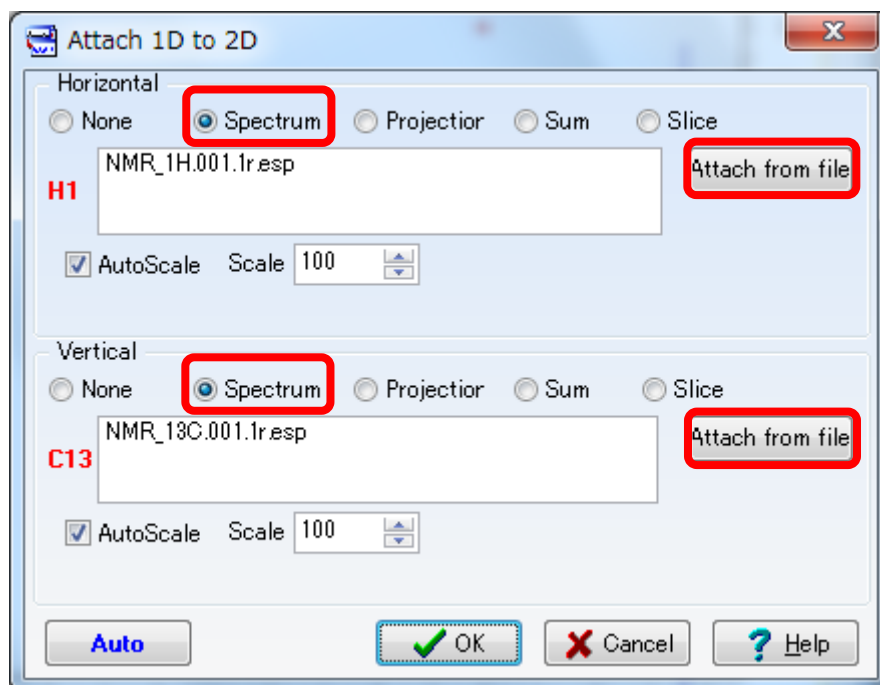 Attach 1D to 2D
Horizontal
None Spectrum Projectior Sum Slice
H1 NMR_1H.001.1r.esp Attach from file
AutoScale Scale 100
Vertical
None Spectrum Projectior Sum Slice
C13 NMR_13C.001.1r.esp Attach from file
AutoScale Scale 100
Auto OK Cancel ? Help